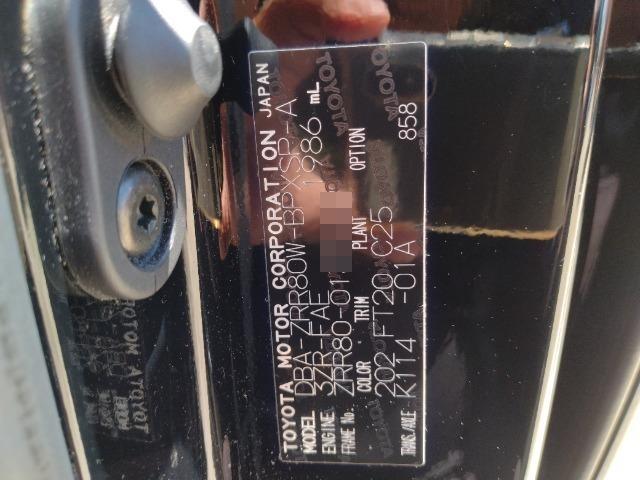 TOYOTA MOTOR CORPORATION JAPAN
MODEL DBA-ZRR80W-BPXSP-A
ENGINE 3ZR-FAE 1986 mL
FRAME No. ZRR80-01
COLOR TRIM PLANT OPTION
202 FT20 C25 858
TRANS./AXLE K114 -01A